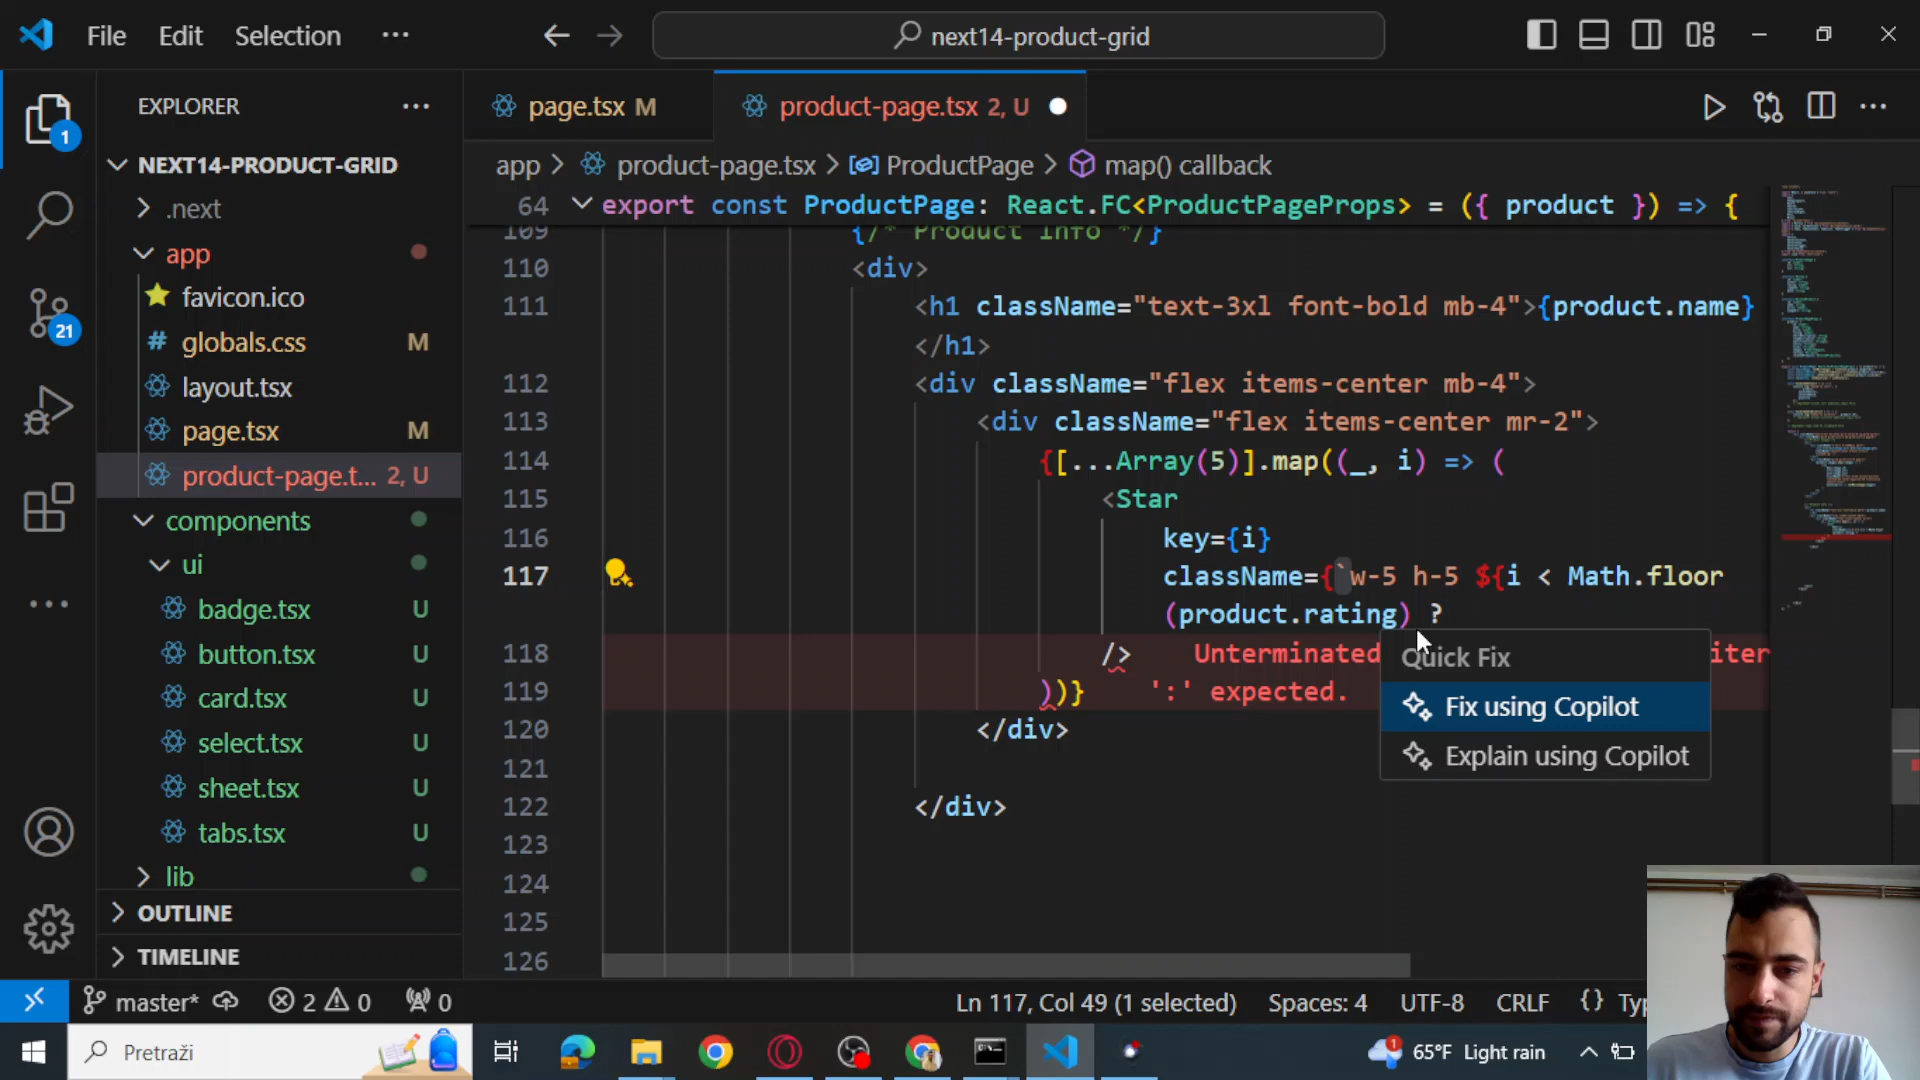 File Edit Selection ···
next14-product-grid
EXPLORER
page.tsx M
product-page.tsx 2, U
NEXT14-PRODUCT-GRID
app > product-page.tsx > ProductPage > map() callback
.next
64 export const ProductPage: React.FC<ProductPageProps> = ({ product }) => {
109 {/* Product Info */}
app
110 <div>
favicon.ico
111 <h1 className="text-3xl font-bold mb-4">{product.name}
globals.css M
</h1>
layout.tsx
112 <div className="flex items-center mb-4">
page.tsx M
113 <div className="flex items-center mr-2">
product-page.t... 2, U
114 {[...Array(5)].map((_, i) => (
components
115 <Star
ui
116 key={i}
badge.tsx U
117 className={`w-5 h-5 ${i < Math.floor
(product.rating) ?
button.tsx U
118 /> Unterminated
iter
card.tsx U
119 ))} ':' expected.
select.tsx U
120 </div>
sheet.tsx U
121
tabs.tsx U
122 </div>
lib
123
124
125
126
Quick Fix
Fix using Copilot
Explain using Copilot
OUTLINE
TIMELINE
1
21
master* 2 0 0
Ln 117, Col 49 (1 selected) Spaces: 4 UTF-8 CRLF {} Typ
Pretraži
1
65°F Light rain